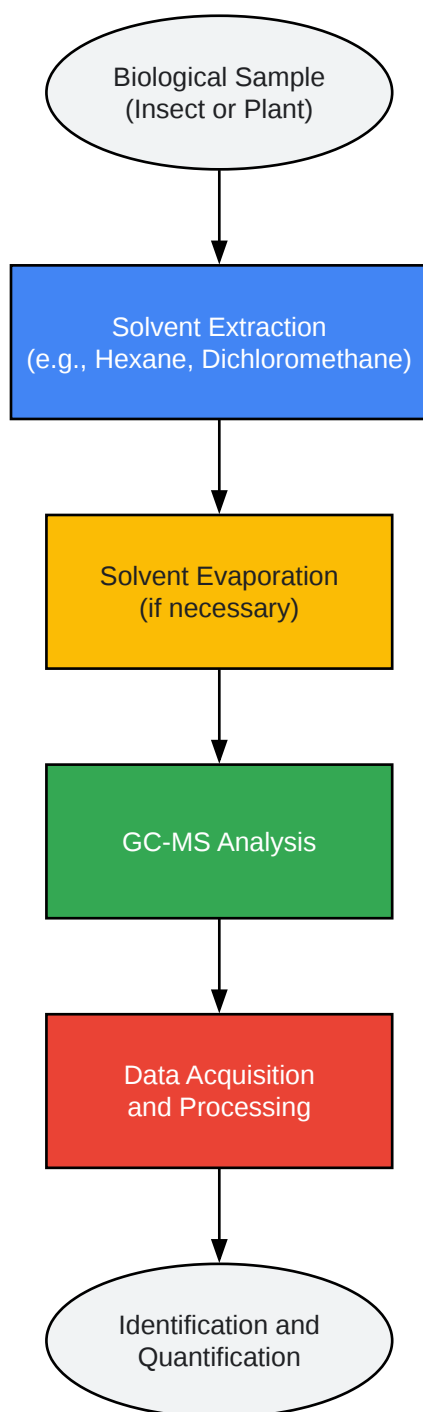 Biological Sample
(Insect or Plant)
Solvent Extraction
(e.g., Hexane, Dichloromethane)
Solvent Evaporation
(if necessary)
GC-MS Analysis
Data Acquisition
and Processing
Identification and
Quantification